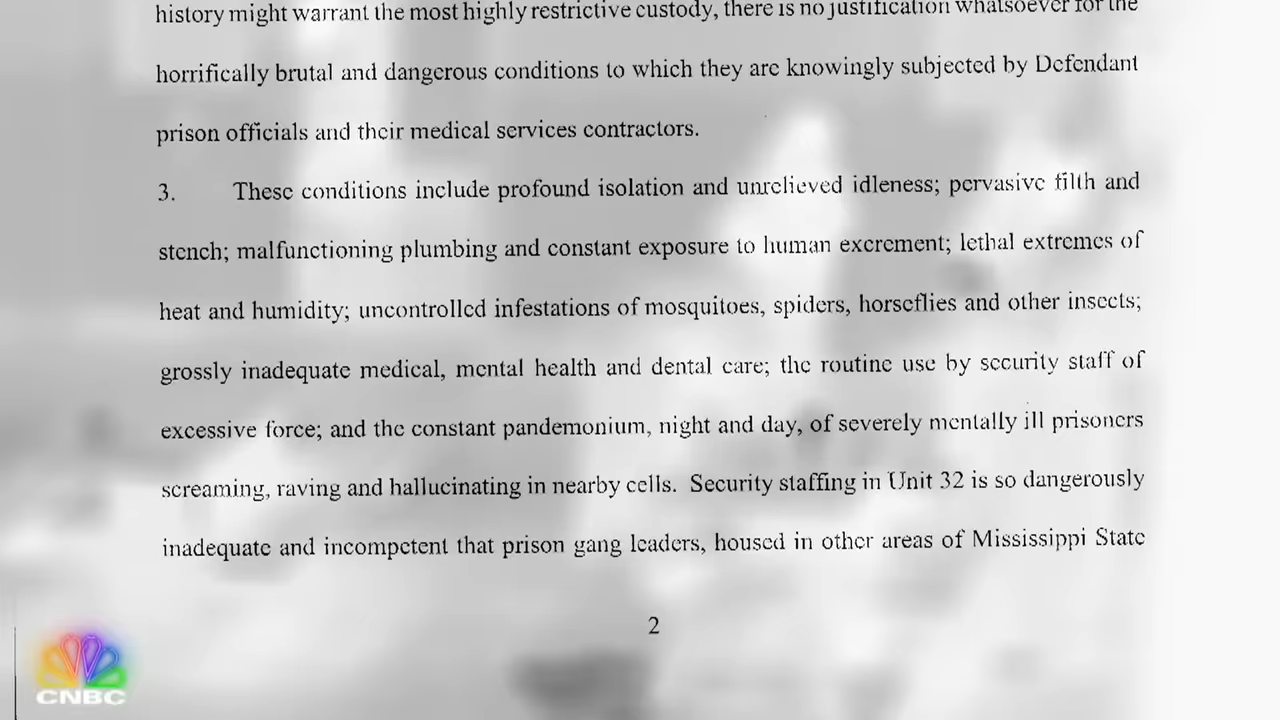 history might warrant the most highly restrictive custody, there is no justification whatsoever for the
horrifically brutal and dangerous conditions to which they are knowingly subjected by Defendant
prison officials and their medical services contractors.
3. These conditions include profound isolation and unrelieved idleness; pervasive filth and
stench; malfunctioning plumbing and constant exposure to human excrement; lethal extremes of
heat and humidity; uncontrolled infestations of mosquitoes, spiders, horseflies and other insects;
grossly inadequate medical, mental health and dental care; the routine use by security staff of
excessive force; and the constant pandemonium, night and day, of severely mentally ill prisoners
screaming, raving and hallucinating in nearby cells. Security staffing in Unit 32 is so dangerously
inadequate and incompetent that prison gang leaders, housed in other areas of Mississippi State
2
CNBC